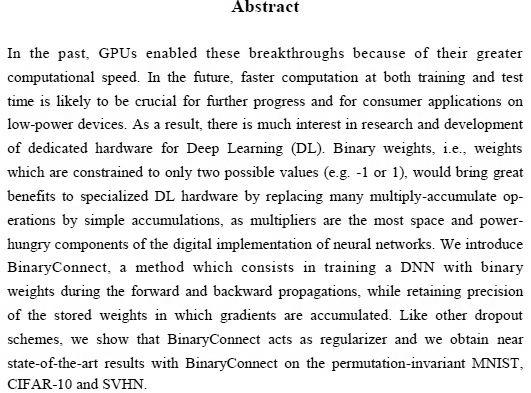 Abstract
In the past, GPUs enabled these breakthroughs because of their greater
computational speed. In the future, faster computation at both training and test
time is likely to be crucial for further progress and for consumer applications on
low-power devices. As a result, there is much interest in research and development
of dedicated hardware for Deep Learning (DL). Binary weights, i.e., weights
which are constrained to only two possible values (e.g. -1 or 1), would bring great
benefits to specialized DL hardware by replacing many multiply-accumulate op-
erations by simple accumulations, as multipliers are the most space and power-
hungry components of the digital implementation of neural networks. We introduce
BinaryConnect, a method which consists in training a DNN with binary
weights during the forward and backward propagations, while retaining precision
of the stored weights in which gradients are accumulated. Like other dropout
schemes, we show that BinaryConnect acts as regularizer and we obtain near
state-of-the-art results with BinaryConnect on the permutation-invariant MNIST,
CIFAR-10 and SVHN.